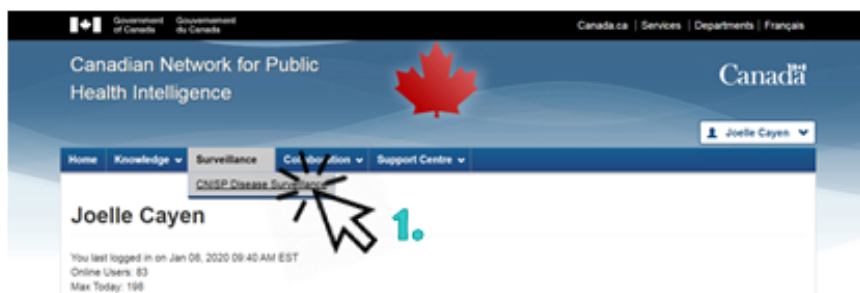 Government of Canada
Gouvernement du Canada
Canada.ca | Services | Departments | Français
Canadian Network for Public
Health Intelligence
Canada
Joelle Cayen
Home Knowledge Surveillance Collaboration Support Centre
CNISP Disease Surveillance
Joelle Cayen
1.
You last logged in on Jan 08, 2020 09:40 AM EST
Online Users: 83
Max Today: 198